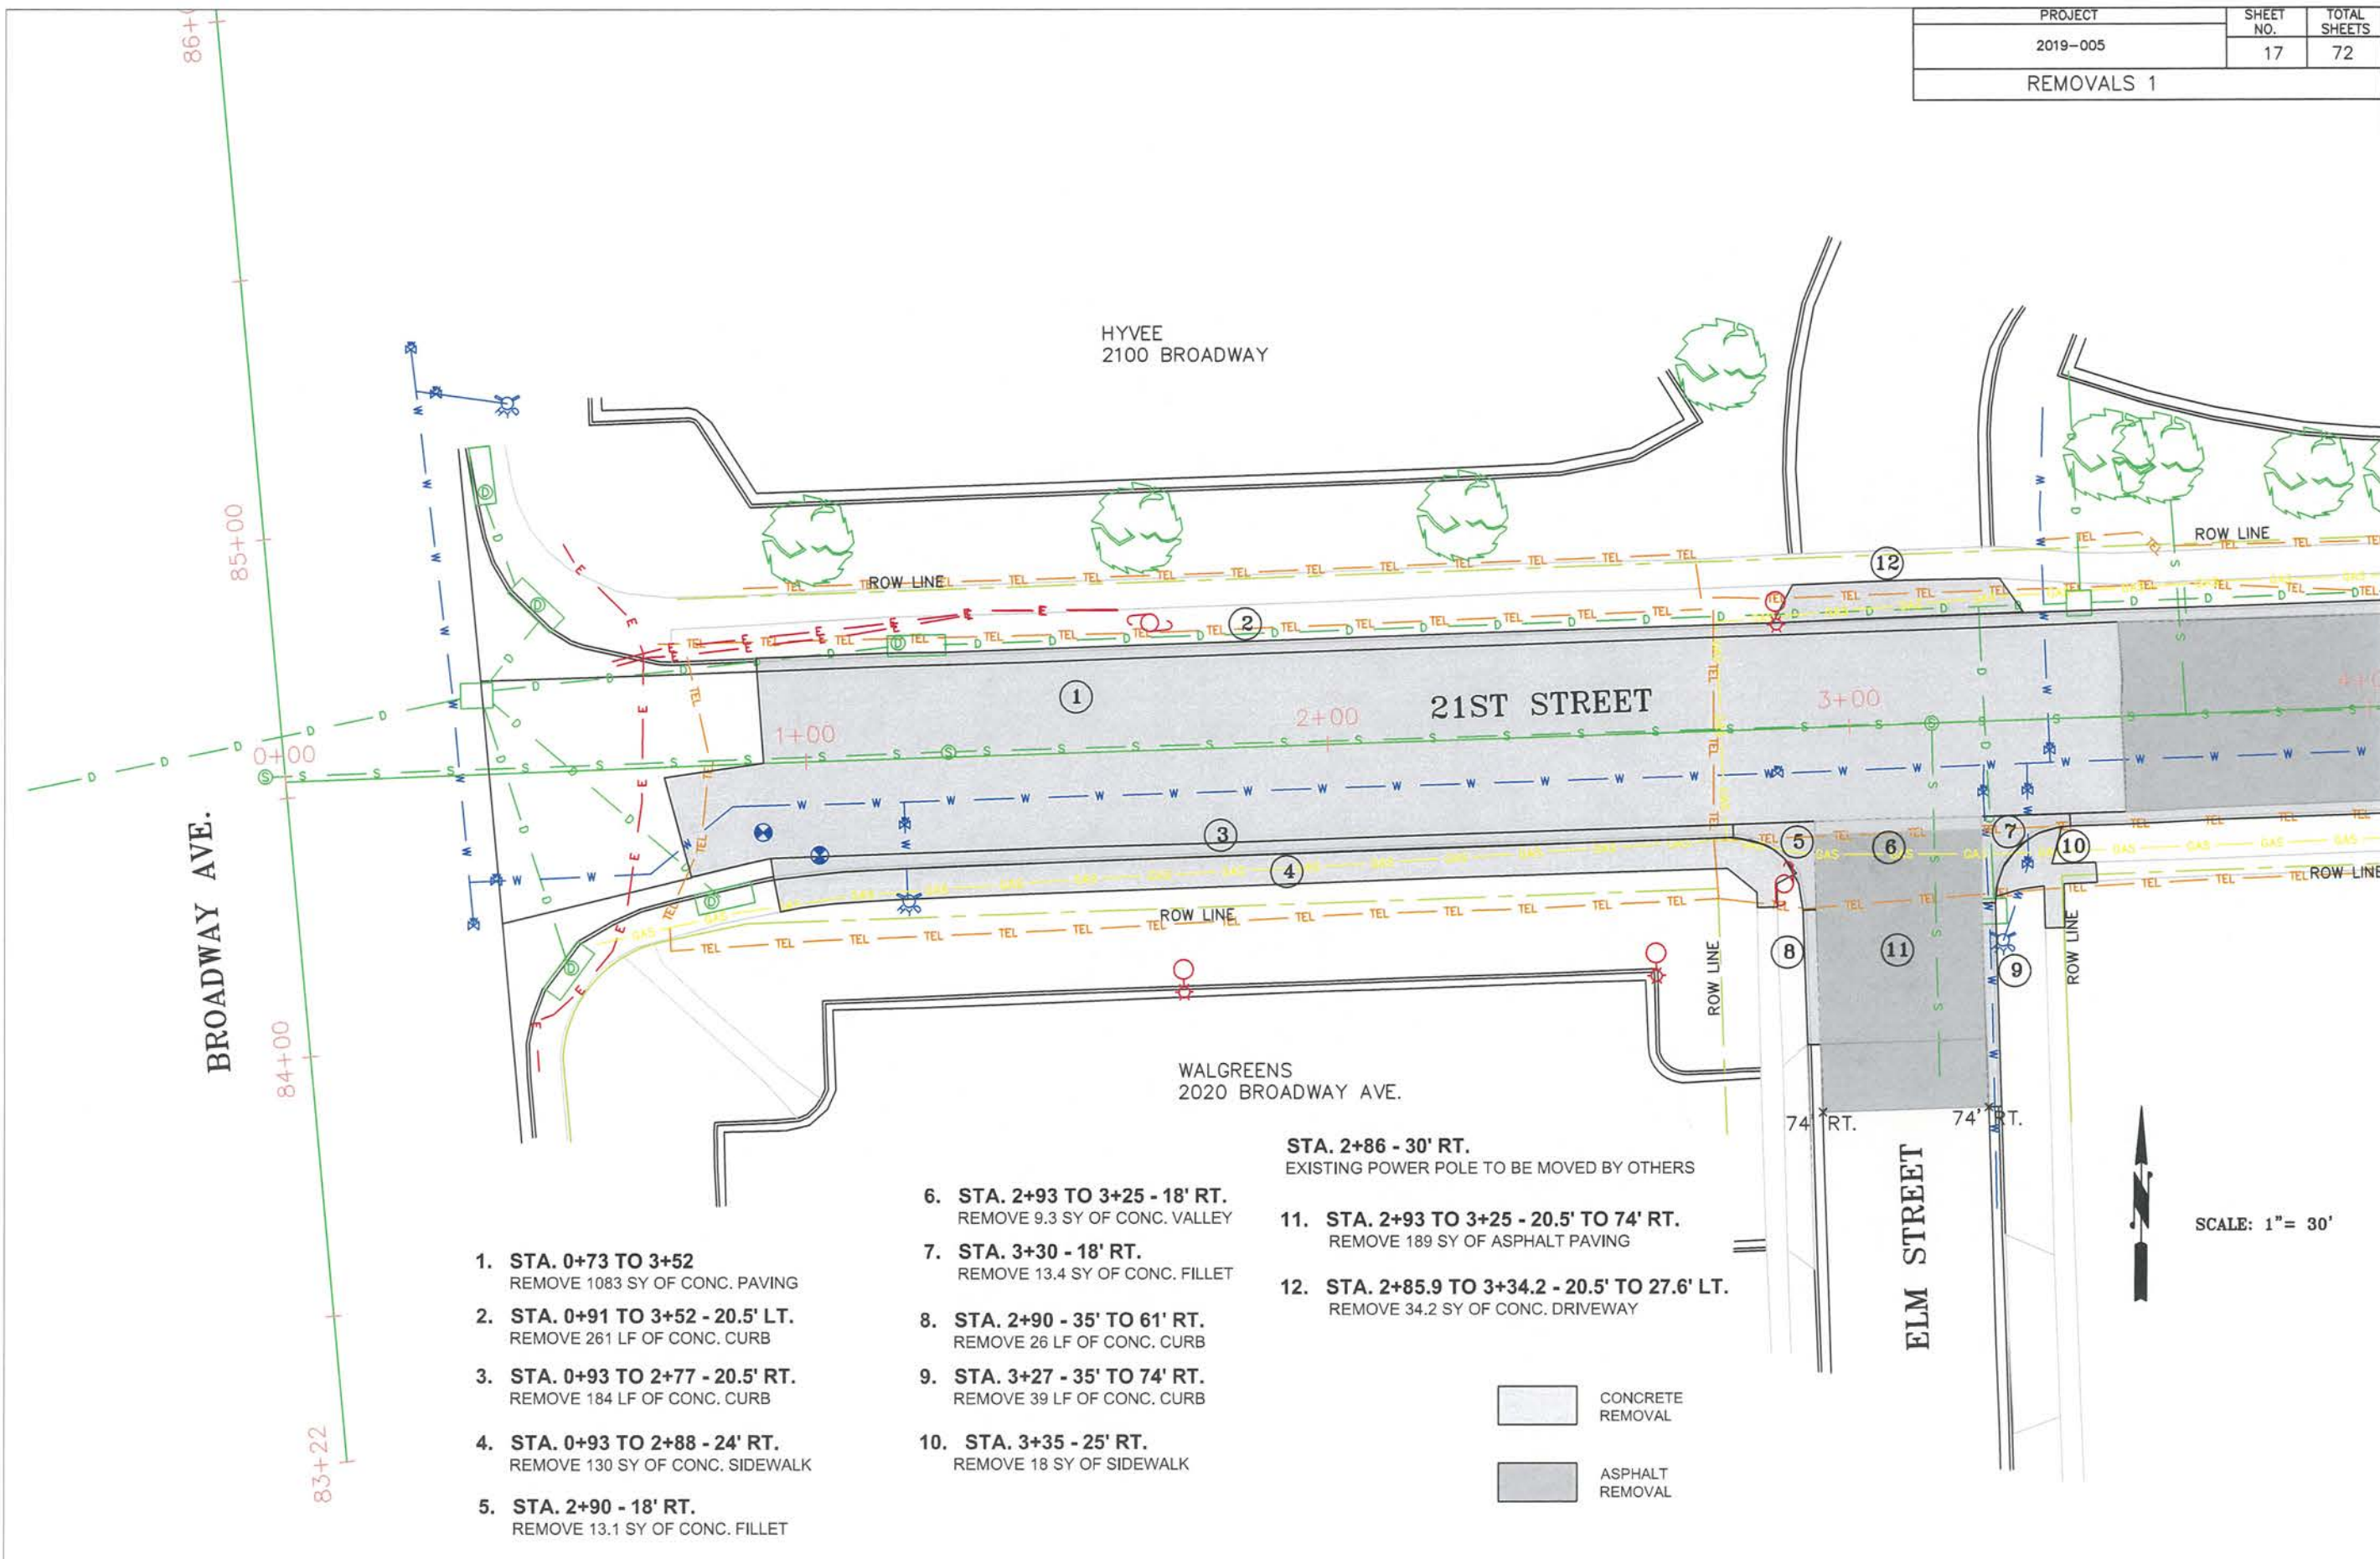 PROJECT
SHEET NO.
TOTAL SHEETS
2019-005
17
72
REMOVALS 1
85+00
84+00
83+22
0+00
1+00
2+00
3+00
BROADWAY AVE.
HYVEE
2100 BROADWAY
ROW LINE
ROW LINE
21ST STREET
1
2
3
4
5
6
7
8
9
10
11
12
ROW LINE
ROW LINE
ROW LINE
ROW LINE
WALGREENS
2020 BROADWAY AVE.
74' RT.
74' RT.
ELM STREET
SCALE: 1"= 30'
N
1. STA. 0+73 TO 3+52
REMOVE 1083 SY OF CONC. PAVING
2. STA. 0+91 TO 3+52 - 20.5' LT.
REMOVE 261 LF OF CONC. CURB
3. STA. 0+93 TO 2+77 - 20.5' RT.
REMOVE 184 LF OF CONC. CURB
4. STA. 0+93 TO 2+88 - 24' RT.
REMOVE 130 SY OF CONC. SIDEWALK
5. STA. 2+90 - 18' RT.
REMOVE 13.1 SY OF CONC. FILLET
6. STA. 2+93 TO 3+25 - 18' RT.
REMOVE 9.3 SY OF CONC. VALLEY
7. STA. 3+30 - 18' RT.
REMOVE 13.4 SY OF CONC. FILLET
8. STA. 2+90 - 35' TO 61' RT.
REMOVE 26 LF OF CONC. CURB
9. STA. 3+27 - 35' TO 74' RT.
REMOVE 39 LF OF CONC. CURB
10. STA. 3+35 - 25' RT.
REMOVE 18 SY OF SIDEWALK
STA. 2+86 - 30' RT.
EXISTING POWER POLE TO BE MOVED BY OTHERS
11. STA. 2+93 TO 3+25 - 20.5' TO 74' RT.
REMOVE 189 SY OF ASPHALT PAVING
12. STA. 2+85.9 TO 3+34.2 - 20.5' TO 27.6' LT.
REMOVE 34.2 SY OF CONC. DRIVEWAY
CONCRETE
REMOVAL
ASPHALT
REMOVAL